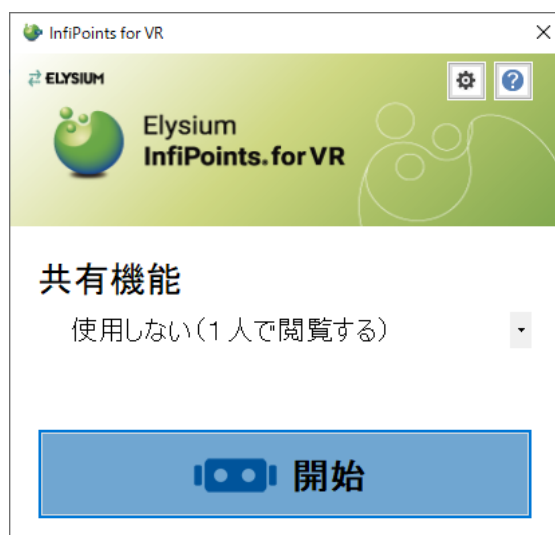 InfiPoints for VR
ELYSIUM
Elysium
InfiPoints.for VR
共有機能
使用しない(1人で閲覧する)
開始